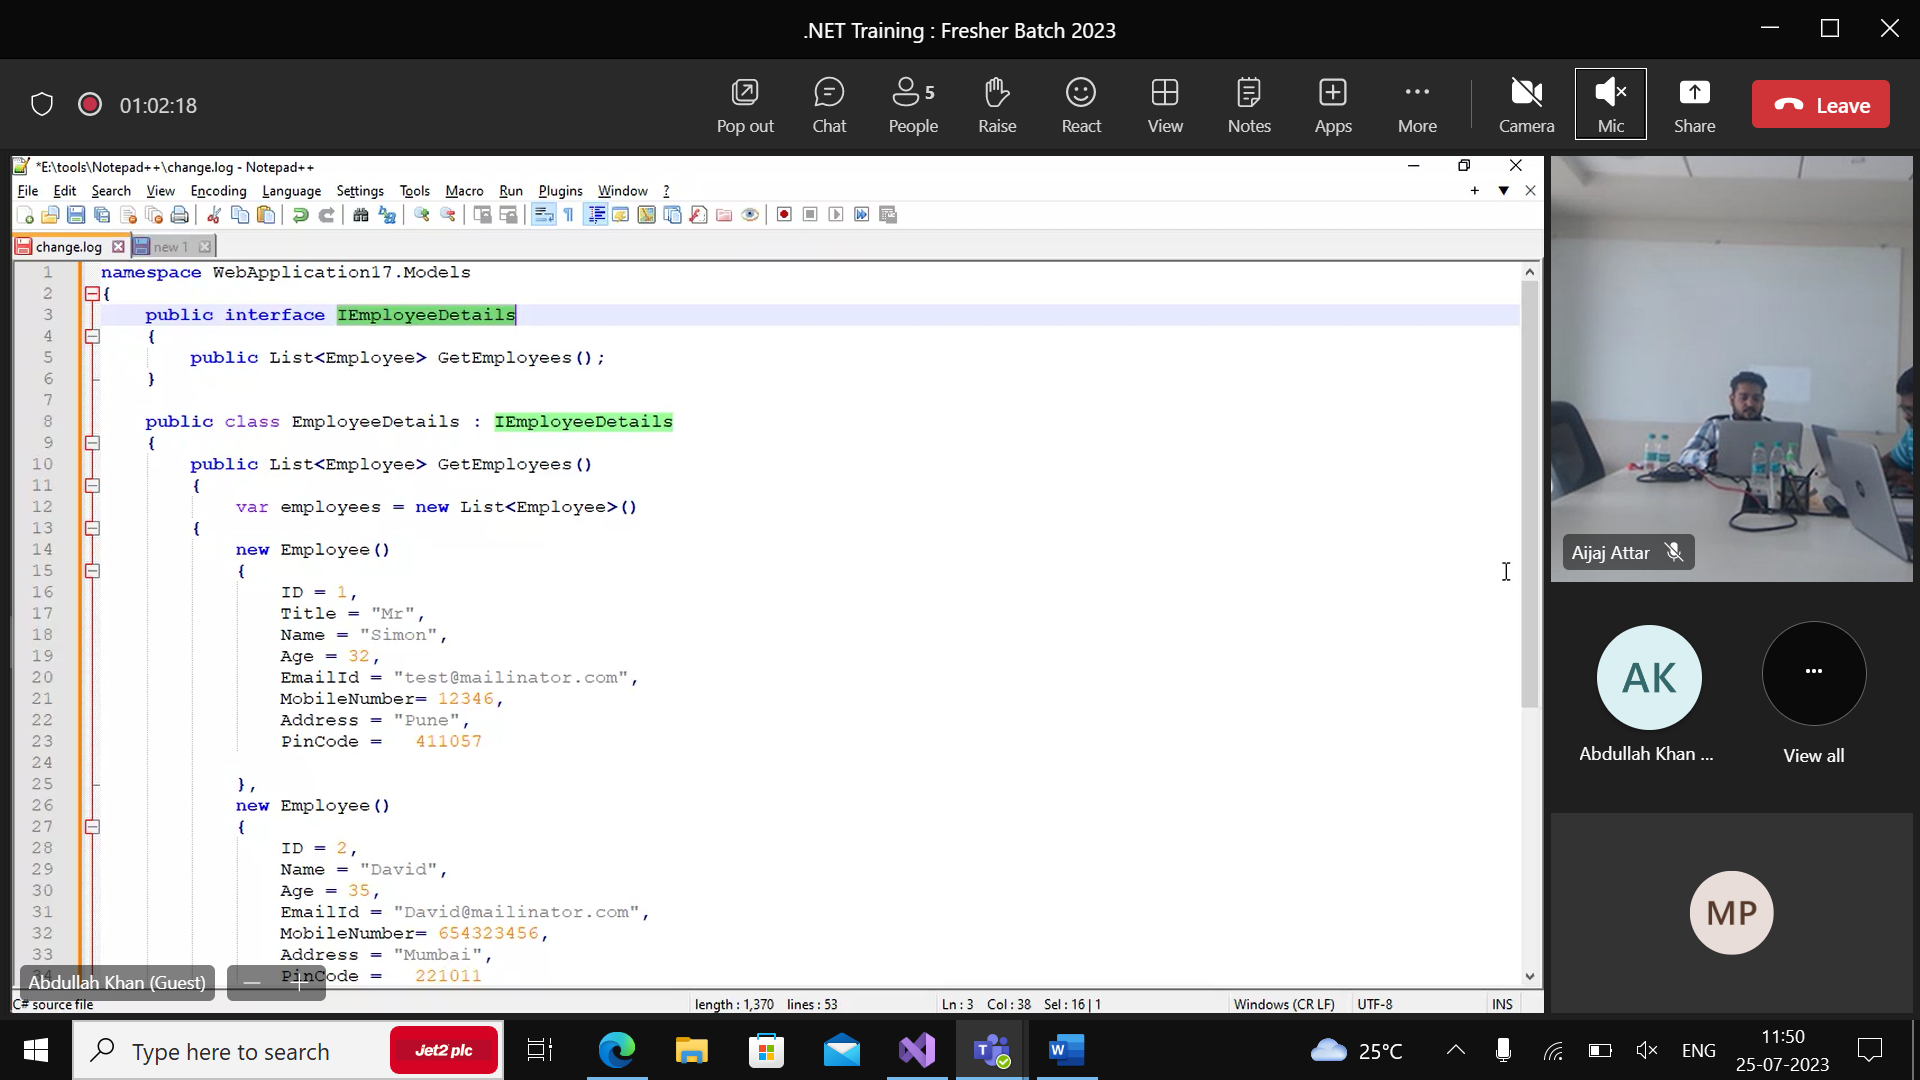 .NET Training : Fresher Batch 2023
01:02:18
Pop out
Chat
5
People
Raise
React
View
Notes
Apps
More
Camera
Mic
Share
Leave
*E:\tools\Notepad++\change.log - Notepad++
File Edit Search View Encoding Language Settings Tools Macro Run Plugins Window ?
change.log new 1
1 namespace WebApplication17.Models
2 {
3 public interface IEmployeeDetails
4 {
5 public List<Employee> GetEmployees();
6 }
7
8 public class EmployeeDetails : IEmployeeDetails
9 {
10 public List<Employee> GetEmployees()
11 {
12 var employees = new List<Employee>()
13 {
14 new Employee()
15 {
16 ID = 1,
17 Title = "Mr",
18 Name = "Simon",
19 Age = 32,
20 EmailId = "test@mailinator.com",
21 MobileNumber= 12346,
22 Address = "Pune",
23 PinCode = 411057
24
25 },
26 new Employee()
27 {
28 ID = 2,
29 Name = "David",
30 Age = 35,
31 EmailId = "David@mailinator.com",
32 MobileNumber= 654323456,
33 Address = "Mumbai",
34 PinCode = 221011
Abdullah Khan (Guest)
C# source file length : 1,370 lines : 53 Ln : 3 Col : 38 Sel : 16 | 1 Windows (CR LF) UTF-8 INS
Aijaj Attar
AK
Abdullah Khan ...
View all
MP
Type here to search
Jet2 plc
25°C
ENG
11:50
25-07-2023